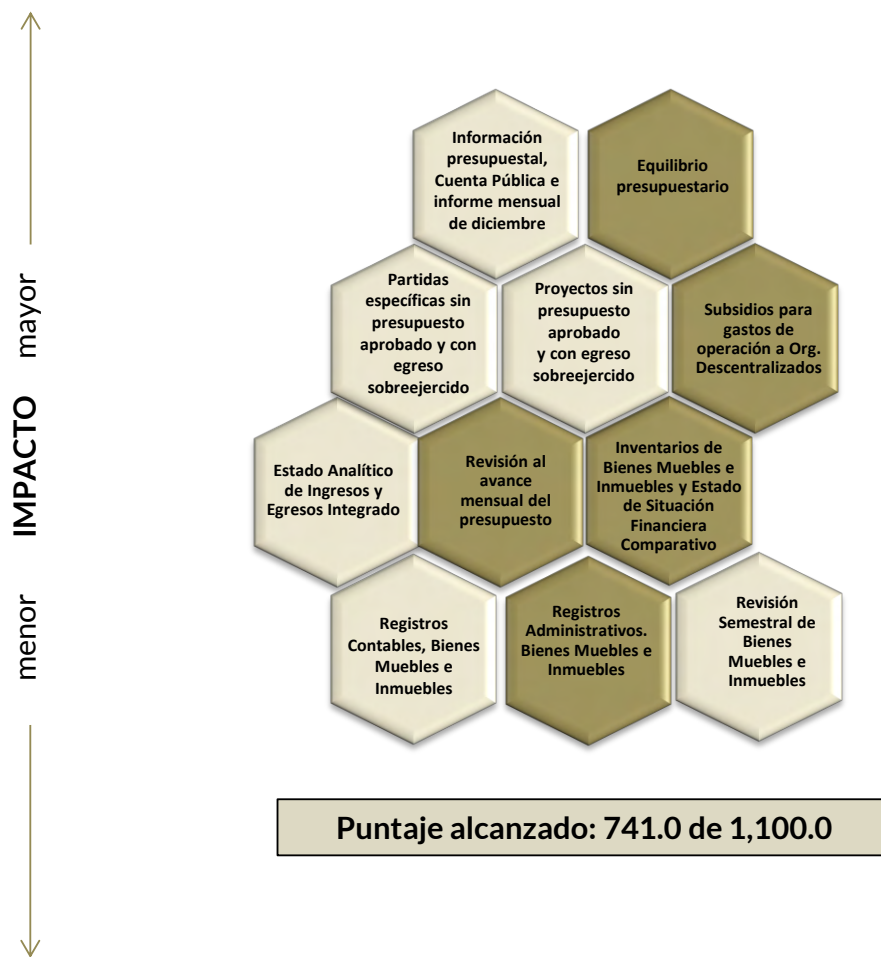 mayor
IMPACTO
menor
Información
presupuestal,
Cuenta Pública e
informe mensual
de diciembre
Equilibrio
presupuestario
Partidas
específicas sin
presupuesto
aprobado y con
egreso
sobreejercido
Proyectos sin
presupuesto
aprobado
y con egreso
sobreejercido
Subsidios para
gastos de
operación a Org.
Descentralizados
Estado Analítico
de Ingresos y
Egresos Integrado
Revisión al
avance
mensual del
presupuesto
Inventarios de
Bienes Muebles e
Inmuebles y Estado
de Situación
Financiera
Comparativo
Registros
Contables, Bienes
Muebles e
Inmuebles
Registros
Administrativos.
Bienes Muebles e
Inmuebles
Revisión
Semestral de
Bienes
Muebles e
Inmuebles
Puntaje alcanzado: 741.0 de 1,100.0